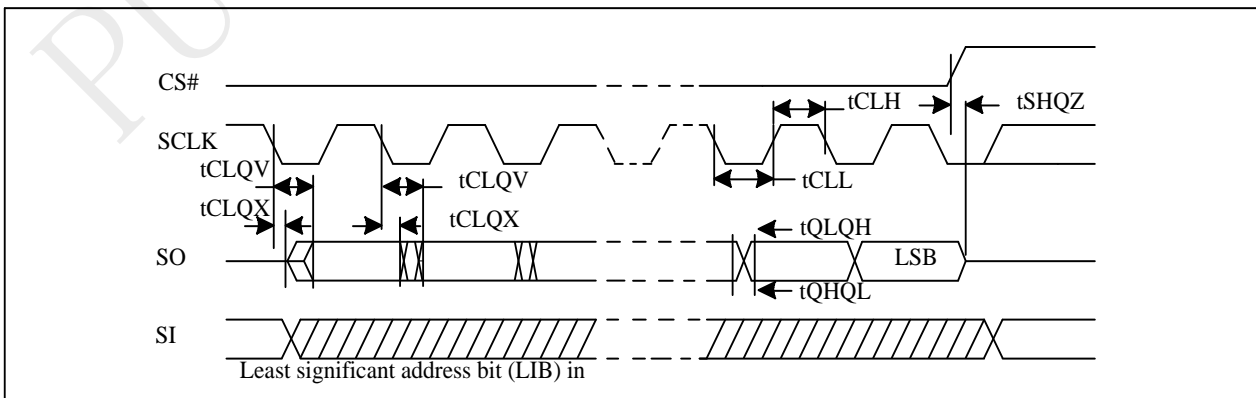 PU
CS#
tCLH
tSHQZ
SCLK
tCLQV
tCLQV
tCLL
tCLQX
tCLQX
tQLQH
SO
LSB
tQHQL
SI
Least significant address bit (LIB) in